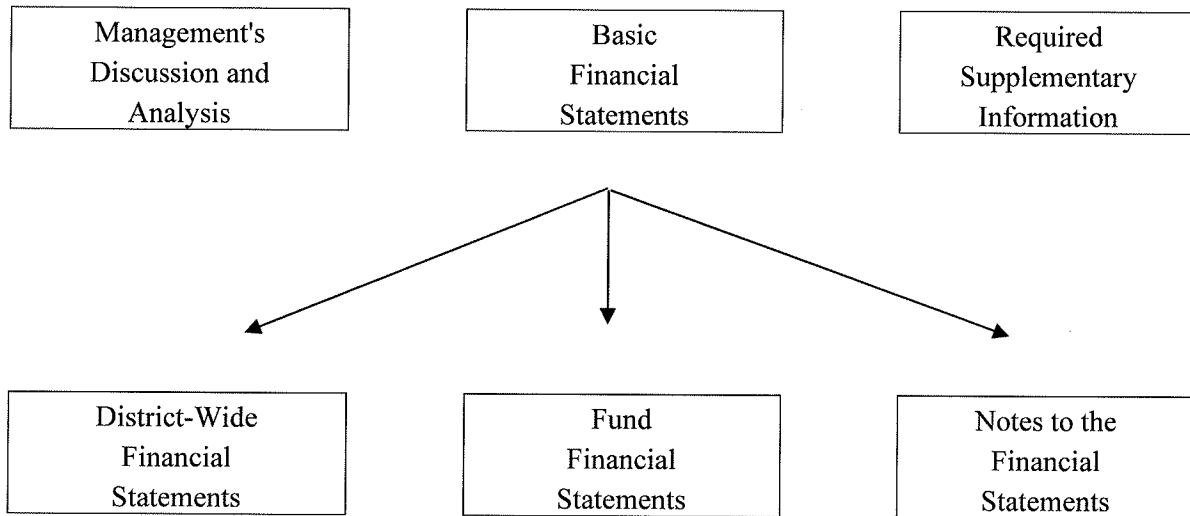 Management's
Discussion and
Analysis
Basic
Financial
Statements
Required
Supplementary
Information
District-Wide
Financial
Statements
Fund
Financial
Statements
Notes to the
Financial
Statements